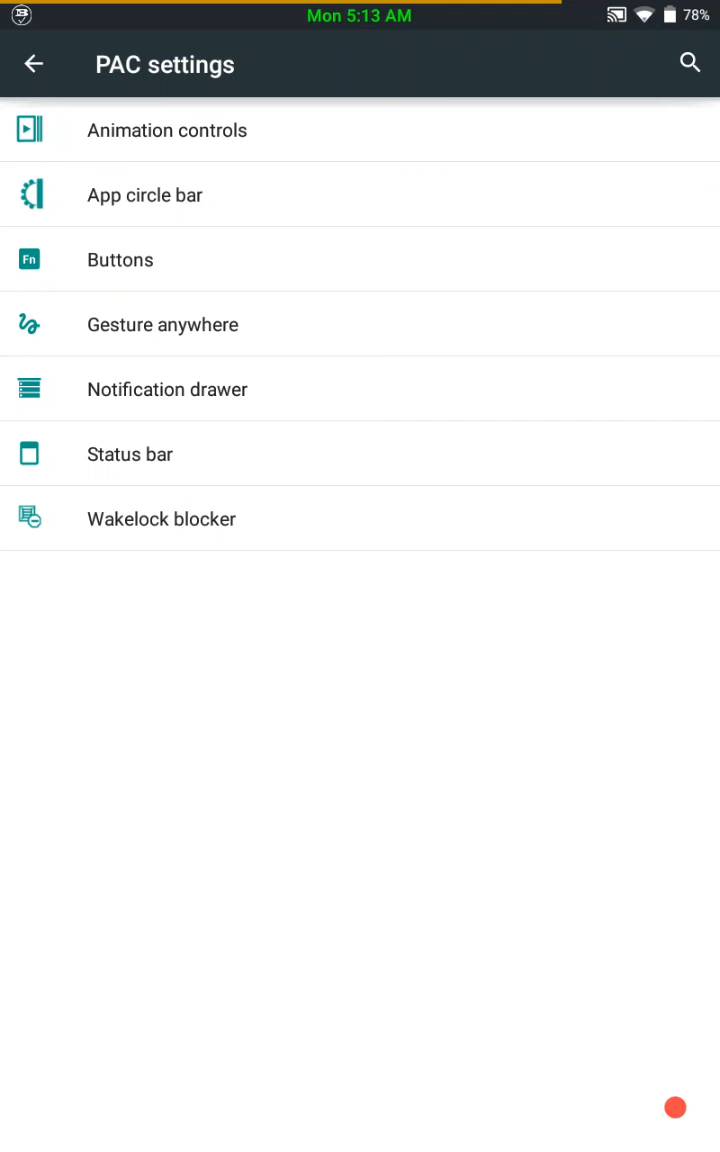 Mon 5:13 AM
78%
PAC settings
Animation controls
App circle bar
Fn
Buttons
Gesture anywhere
Notification drawer
Status bar
Wakelock blocker